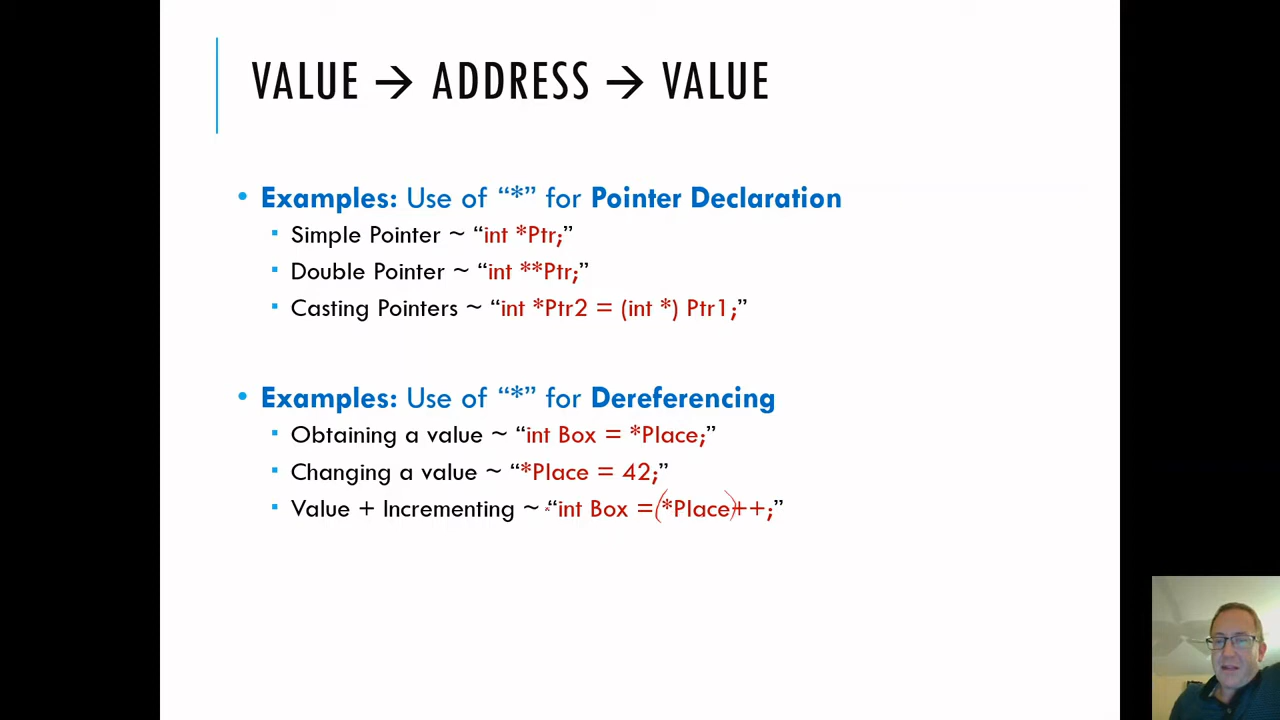 VALUE → ADDRESS → VALUE
• Examples: Use of “*” for Pointer Declaration
▪ Simple Pointer ~ “int *Ptr;”
▪ Double Pointer ~ “int **Ptr;”
▪ Casting Pointers ~ “int *Ptr2 = (int *) Ptr1;”
• Examples: Use of “*” for Dereferencing
▪ Obtaining a value ~ “int Box = *Place;”
▪ Changing a value ~ “*Place = 42;”
▪ Value + Incrementing ~ “int Box = (*Place)++;”